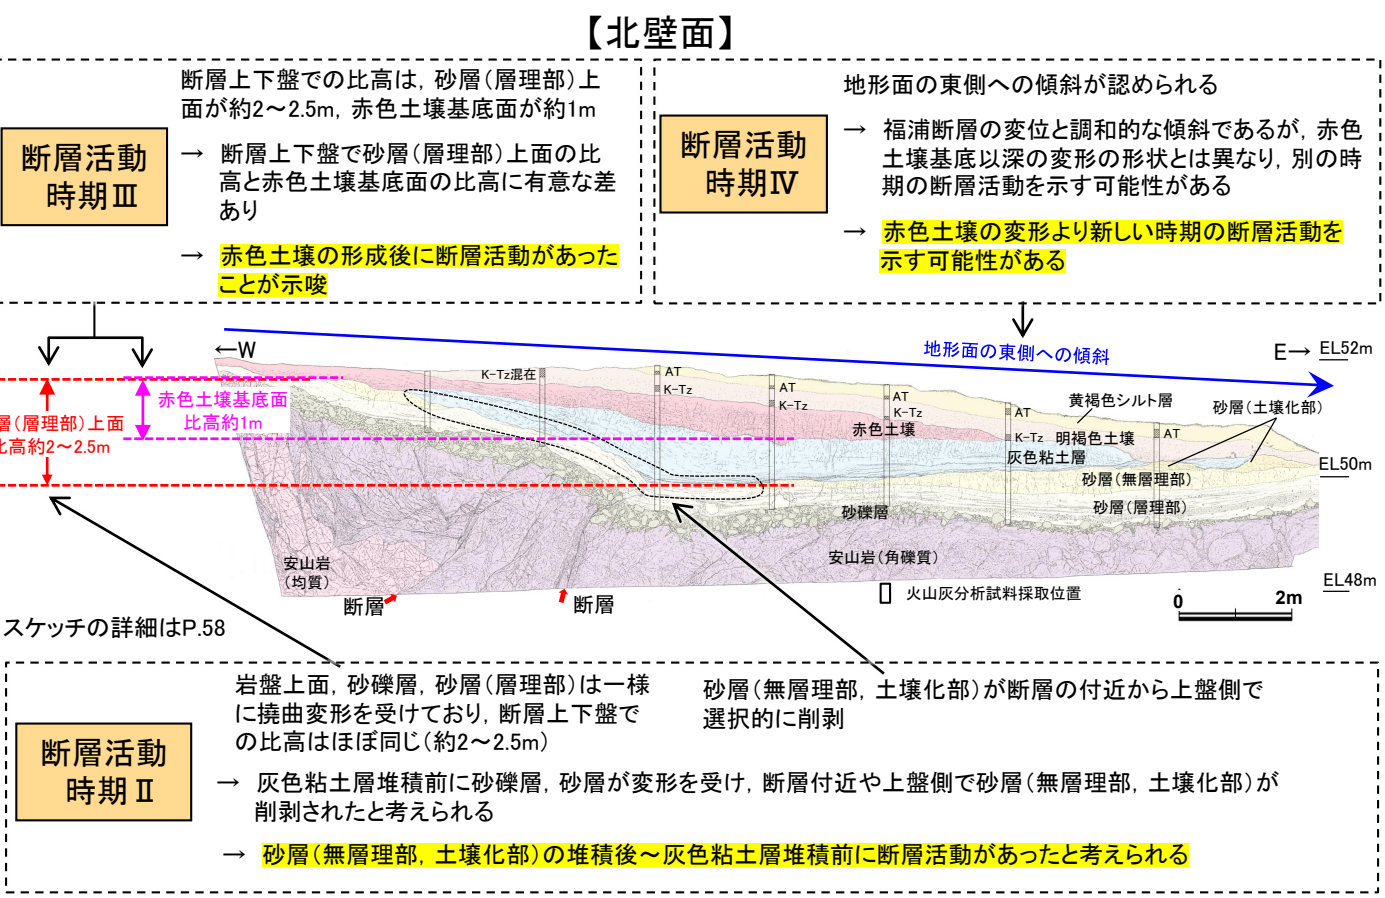 【北壁面】
断層活動
時期Ⅲ
断層上下盤での比高は，砂層（層理部）上
面が約2～2.5m，赤色土壌基底面が約1m
→ 断層上下盤で砂層（層理部）上面の比
高と赤色土壌基底面の比高に有意な差
あり
→ 赤色土壌の形成後に断層活動があった
ことが示唆
断層活動
時期Ⅳ
地形面の東側への傾斜が認められる
→ 福浦断層の変位と調和的な傾斜であるが，赤色
土壌基底以深の変形の形状とは異なり，別の時
期の断層活動を示す可能性がある
→ 赤色土壌の変形より新しい時期の断層活動を
示す可能性がある
←W
地形面の東側への傾斜
E→
EL52m
赤色土壌基底面
比高約1m
層（層理部）上面
比高約2～2.5m
K-Tz混在
AT
K-Tz
AT
K-Tz
AT
K-Tz
赤色土壌
AT
K-Tz
黄褐色シルト層
明褐色土壌
AT
砂層（土壌化部）
灰色粘土層
EL50m
砂層（無層理部）
砂層（層理部）
砂礫層
安山岩
（均質）
安山岩（角礫質）
EL48m
断層
断層
火山灰分析試料採取位置
0
2m
スケッチの詳細はP.58
断層活動
時期Ⅱ
岩盤上面，砂礫層，砂層（層理部）は一様
に撓曲変形を受けており，断層上下盤で
の比高はほぼ同じ（約2～2.5m）
砂層（無層理部，土壌化部）が断層の付近から上盤側で
選択的に削剥
→ 灰色粘土層堆積前に砂礫層，砂層が変形を受け，断層付近や上盤側で砂層（無層理部，土壌化部）が
削剥されたと考えられる
→ 砂層（無層理部，土壌化部）の堆積後～灰色粘土層堆積前に断層活動があったと考えられる